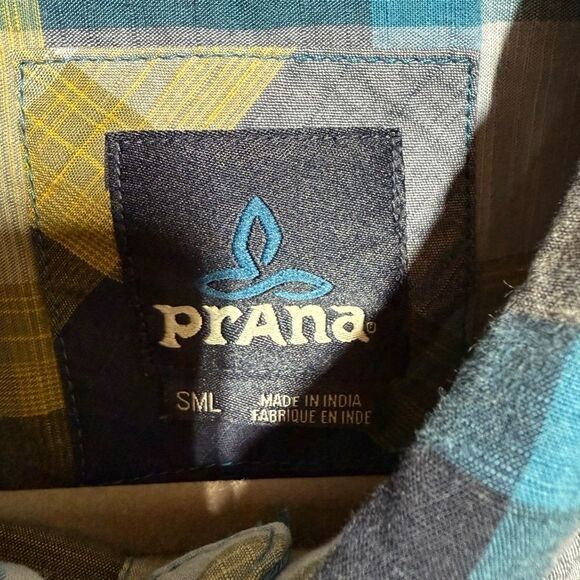 prAna®
SML
MADE IN INDIA
FABRIQUE EN INDE